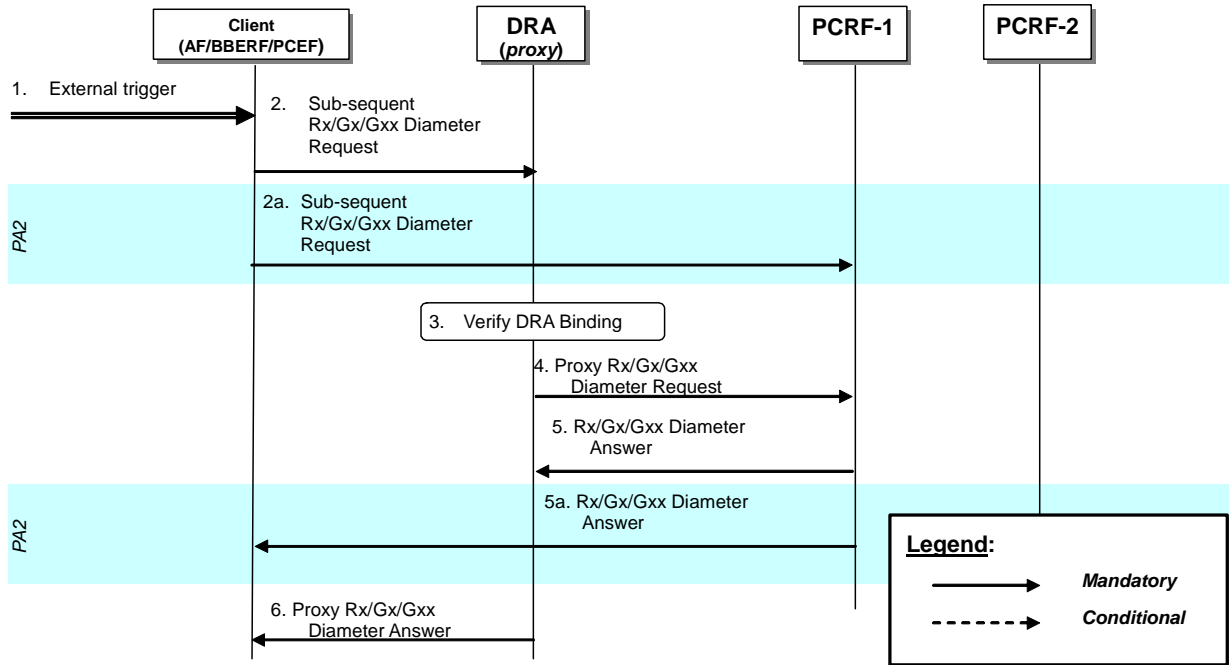 Client
(AF/BBERF/PCEF)
DRA
(proxy)
PCRF-1
PCRF-2
1. External trigger
2. Sub-sequent
Rx/Gx/Gxx Diameter
Request
PA2
2a. Sub-sequent
Rx/Gx/Gxx Diameter
Request
3. Verify DRA Binding
4. Proxy Rx/Gx/Gxx
Diameter Request
5. Rx/Gx/Gxx Diameter
Answer
PA2
5a. Rx/Gx/Gxx Diameter
Answer
6. Proxy Rx/Gx/Gxx
Diameter Answer
Legend:
Mandatory
Conditional